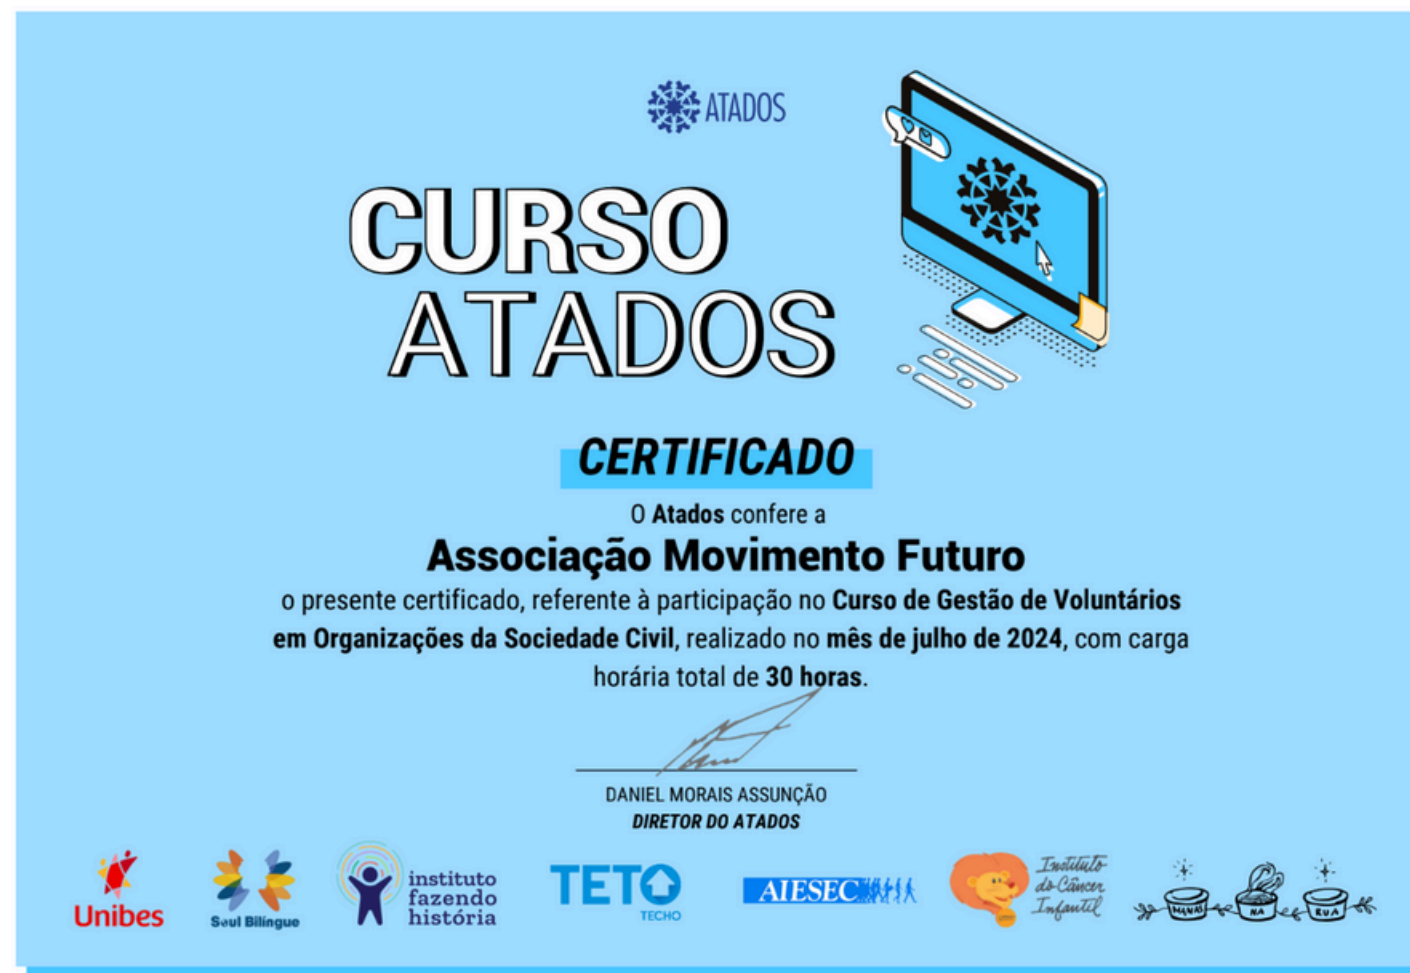 ATADOS
CURSO
ATADOS
CERTIFICADO
O Atados confere a
Associação Movimento Futuro
o presente certificado, referente à participação no Curso de Gestão de Voluntários
em Organizações da Sociedade Civil, realizado no mês de julho de 2024, com carga
horária total de 30 horas.
DANIEL MORAIS ASSUNÇÃO
DIRETOR DO ATADOS
Unibes
Soul Bilíngue
instituto
fazendo
história
TETO
TECHO
AIESEC
Instituto
do Câncer
Infantil
MANAS NA RUA